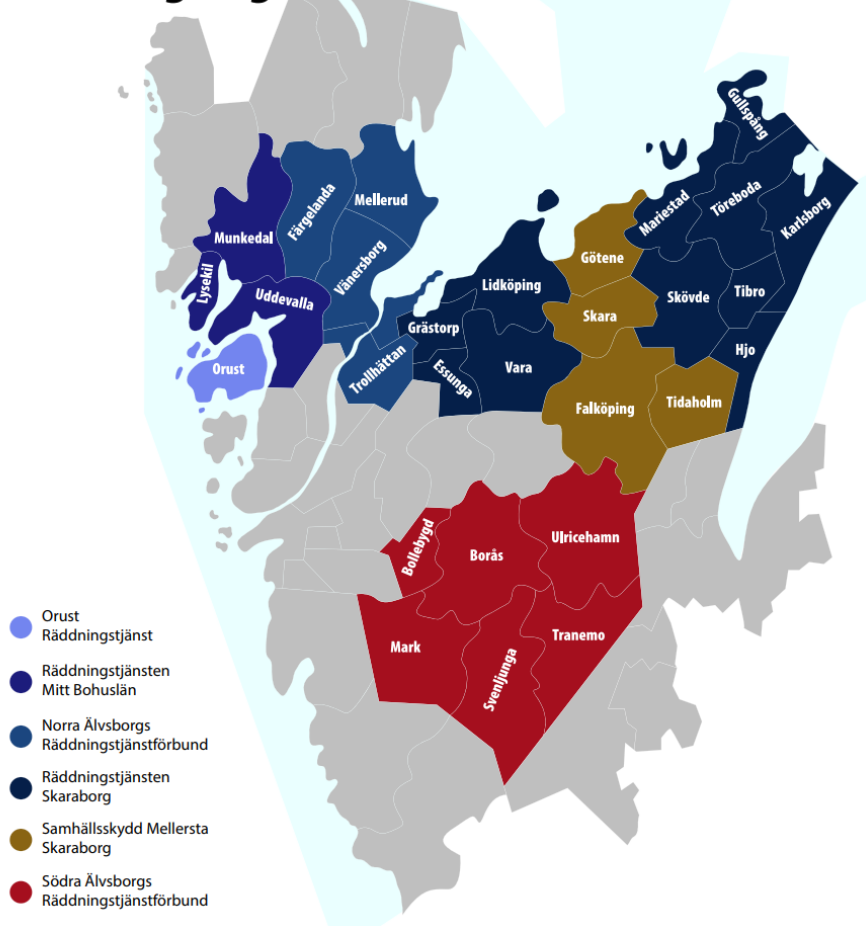 Gullspång
Mariestad
Töreboda
Karlsborg
Färgelanda
Mellerud
Munkedal
Vänersborg
Götene
Lysekil
Uddevalla
Lidköping
Skövde
Tibro
Grästorp
Skara
Orust
Trollhättan
Essunga
Vara
Hjo
Falköping
Tidaholm
Bollebygd
Borås
Ulricehamn
Mark
Svenljunga
Tranemo
Orust
Räddningstjänst
Räddningstjänsten
Mitt Bohuslän
Norra Älvsborgs
Räddningstjänstförbund
Räddningstjänsten
Skaraborg
Samhällsskydd Mellersta
Skaraborg
Södra Älvsborgs
Räddningstjänstförbund